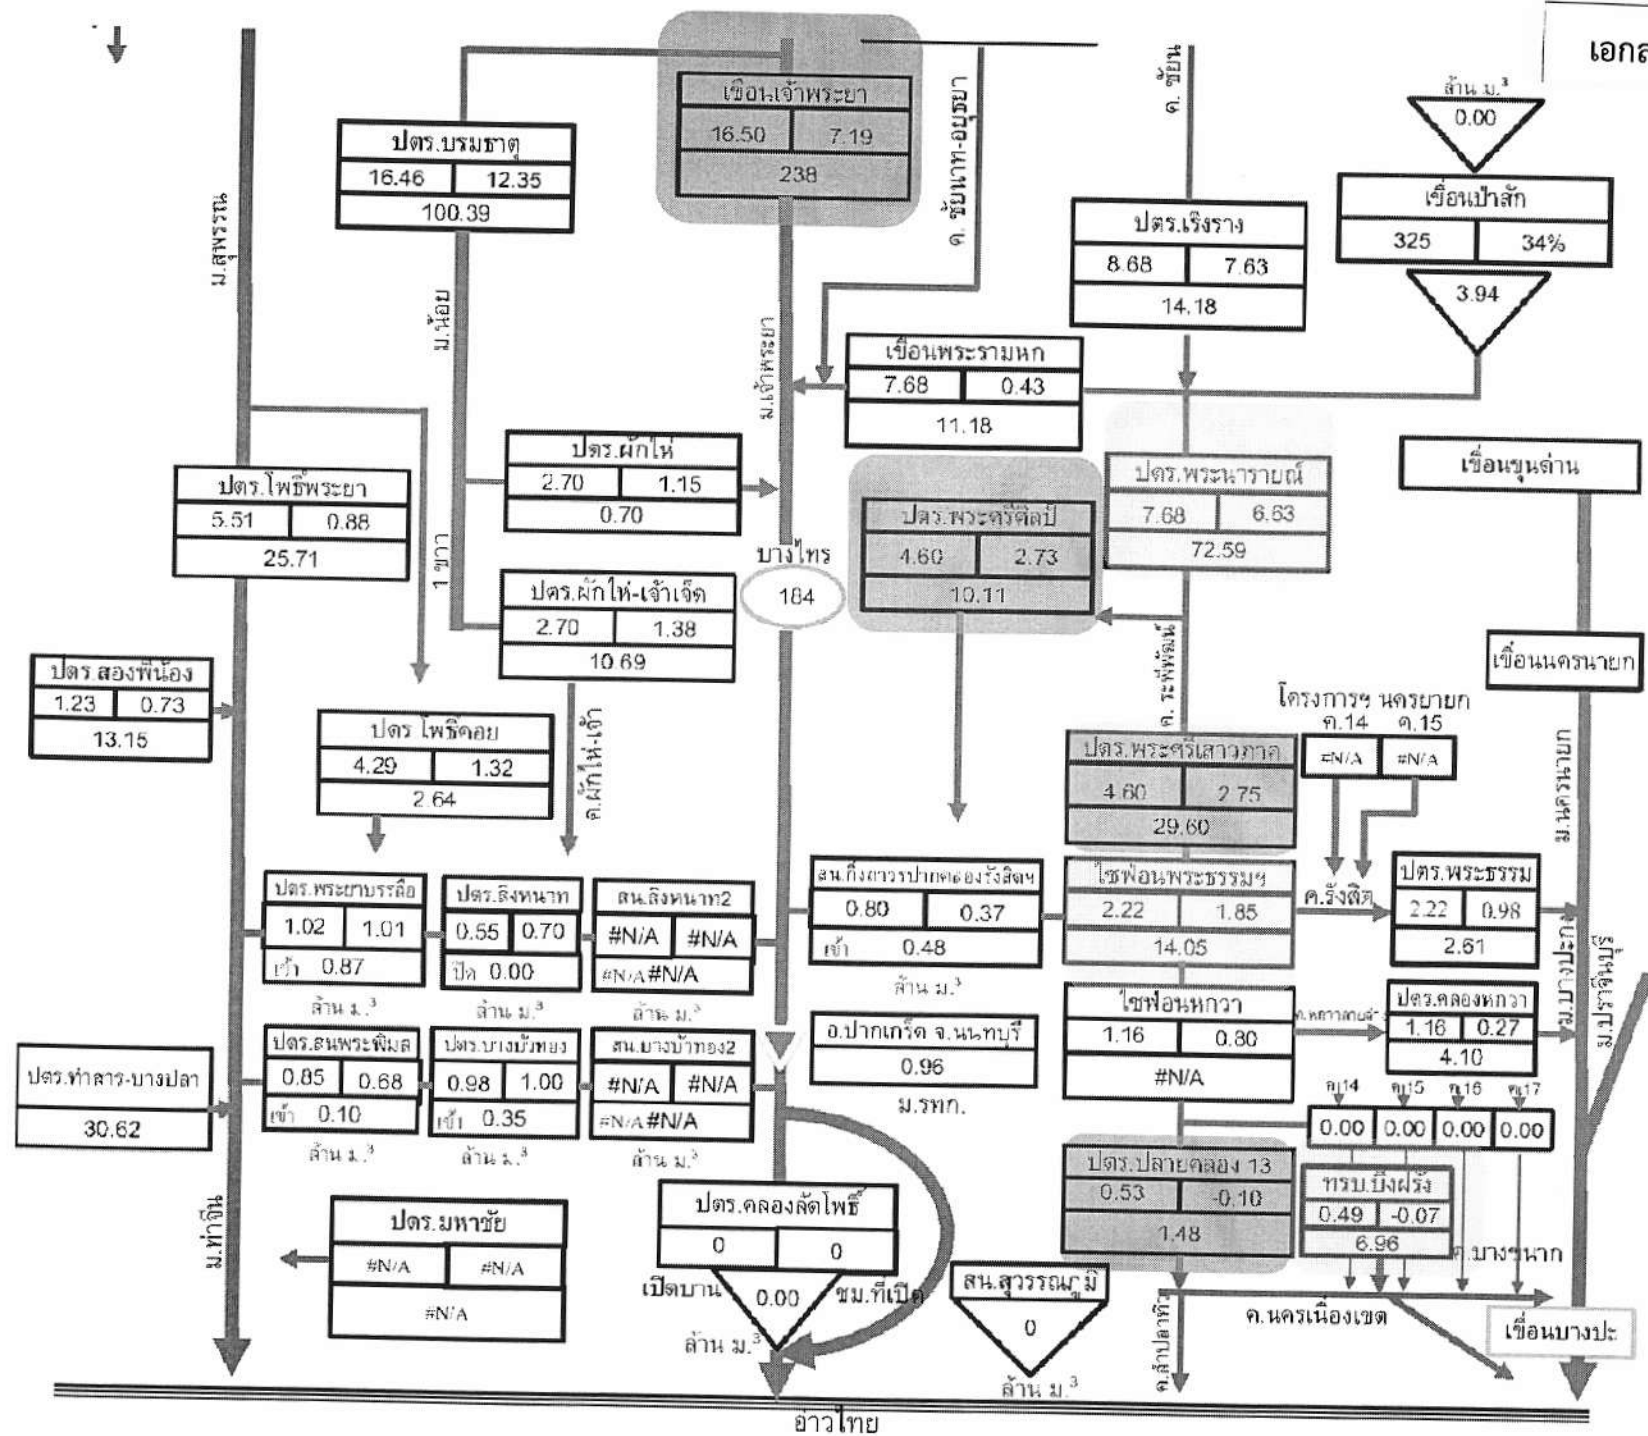 เอกส
ล้าน ม.³
0.00
เขื่อนเจ้าพระยา
16.50 7.19
238
ปตร.บรมธาตุ
16.46 12.35
100.39
ค. ชัยนาท-อยุธยา
ค. ชัยน
เขื่อนป่าสัก
325 34%
3.94
ปตร.เริงราง
8.68 7.63
14.18
ม.สุพรรณ
ม.น้อย
ม.เจ้าพระยา
เขื่อนพระรามหก
7.68 0.43
11.18
ปตร.ผักไห่
2.70 1.15
0.70
ปตร.โพธิ์พระยา
5.51 0.88
25.71
ปตร.พระนารายณ์
7.68 6.63
72.59
เขื่อนขุนด่าน
ปตร.พระศรีศิลป์
4.60 2.73
10.11
บางไทร
184
1 ขวา
ปตร.ผักไห่-เจ้าเจ็ด
2.70 1.38
10.69
ค. ระพีพัฒน์
เขื่อนนครนายก
ปตร.สองพี่น้อง
1.23 0.73
13.15
โครงการฯ นครยายก
ค.14 ค.15
#N/A #N/A
ปตร โพธิ์คอย
4.29 1.32
2.64
ค.ผักไห่-เจ้า
ปตร.พระศรีเสาวภาค
4.60 2.75
29.60
ม.นครนายก
ปตร.พระยาบรรลือ
1.02 1.01
เข้า 0.87
ล้าน ม.³
ปตร.สิงหนาท
0.55 0.70
ปิด 0.00
ล้าน ม.³
สน.สิงหนาท2
#N/A #N/A
#N/A #N/A
ล้าน ม.³
สน.กึ่งถาวรปากคลองรังสิตฯ
0.80 0.37
เข้า 0.48
ล้าน ม.³
ไซฟ่อนพระธรรมฯ
2.22 1.85
14.05
ค.รังสิต
ปตร.พระธรรม
2.22 0.98
2.61
ม.บางปะกง
ม.ปราจีนบุรี
ปตร.ทำสาร-บางปลา
30.62
ปตร.สนพระพิมล
0.85 0.68
เข้า 0.10
ล้าน ม.³
ปตร.บางบัวทอง
0.98 1.00
เข้า 0.35
ล้าน ม.³
สน.บางบัวทอง2
#N/A #N/A
#N/A #N/A
ล้าน ม.³
อ.ปากเกร็ด จ.นนทบุรี
0.96
ม.รทก.
ไซฟ่อนหกวา
1.16 0.80
#N/A
ปตร.คลองหกวา
1.16 0.27
4.10
ค.14 ค.15 ค.16 ค.17
0.00 0.00 0.00 0.00
ปตร.ปลายคลอง 13
0.53 -0.10
1.48
ทรบ.บึงฝรั่ง
0.49 -0.07
6.96
ค.บางขนาก
ม.ท่าจีน
ปตร.มหาชัย
#N/A #N/A
#N/A
ปตร.คลองลัดโพธิ์
0 0
เปิดบาน 0.00 ชม.ที่เปิด
ล้าน ม.³
สน.สุวรรณภูมิ
0
ล้าน ม.³
ค.นครเนื่องเขต
เขื่อนบางปะ
อ่าวไทย